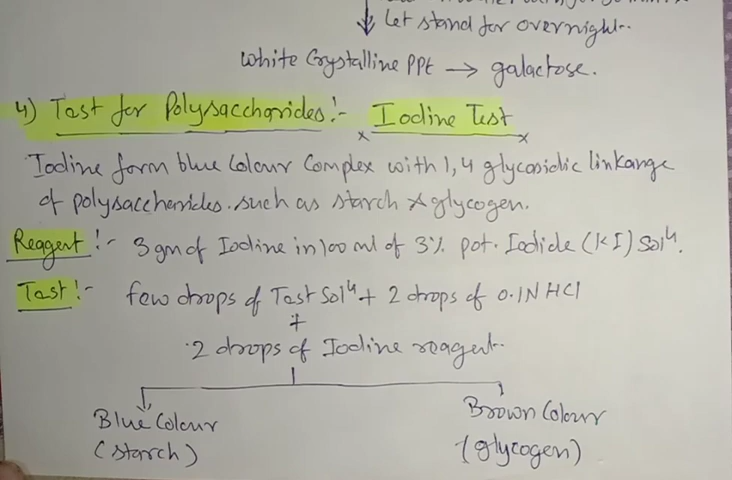 Let stand for overnight.
White Crystalline PPt → galactose.
4) Test for Polysaccharides:- Iodine Test
Iodine form blue Colour Complex with 1,4 glycosidic linkange
of polysaccharides. such as starch & glycogen.
Reagent :- 3 gm of Iodine in 100 ml of 3% pot. Iodide (KI) Solⁿ.
Test :- few drops of Test Solⁿ + 2 drops of 0.1N HCl
+
2 drops of Iodine reagent.
Blue Colour Brown Colour
(starch) (glycogen)